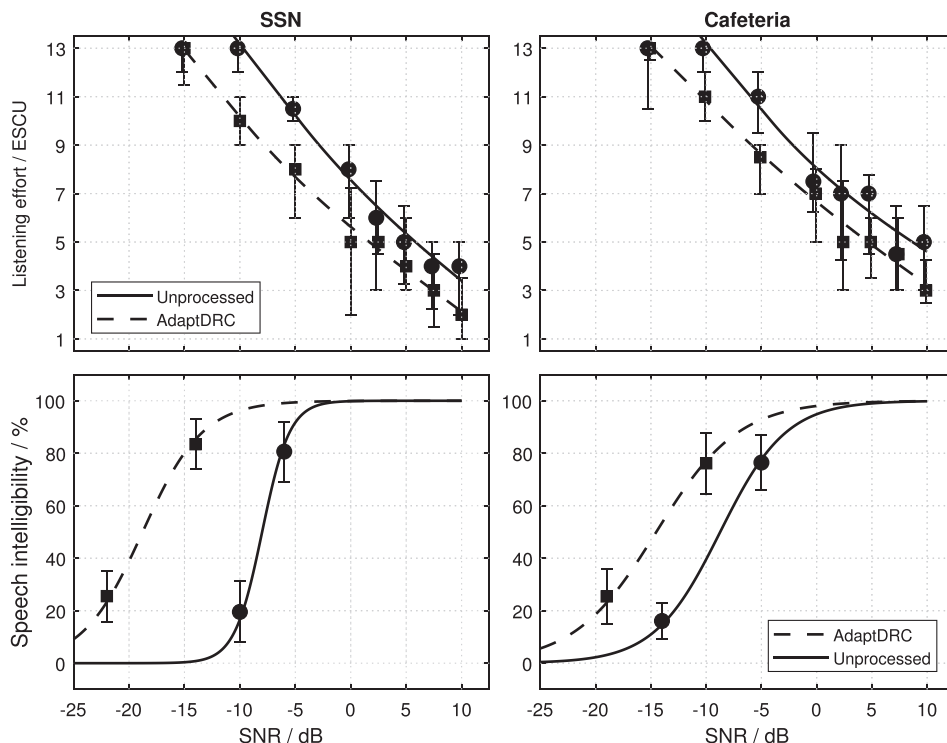 SSN
Cafeteria
Listening effort / ESCU
13
11
9
7
5
3
1
Unprocessed
AdaptDRC
13
11
9
7
5
3
1
Speech intelligibility / %
100
80
60
40
20
0
-25 -20 -15 -10 -5 0 5 10
SNR / dB
100
80
60
40
20
0
AdaptDRC
Unprocessed
-25 -20 -15 -10 -5 0 5 10
SNR / dB